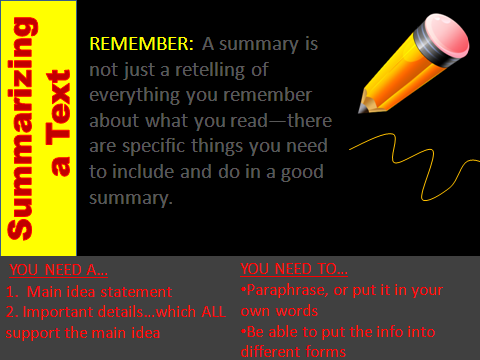 Summarizing
a Text
REMEMBER: A summary is
not just a retelling of
everything you remember
about what you read—there
are specific things you need
to include and do in a good
summary.
YOU NEED A…
1. Main idea statement
2. Important details…which ALL
support the main idea
YOU NEED TO…
•Paraphrase, or put it in your
own words
•Be able to put the info into
different forms